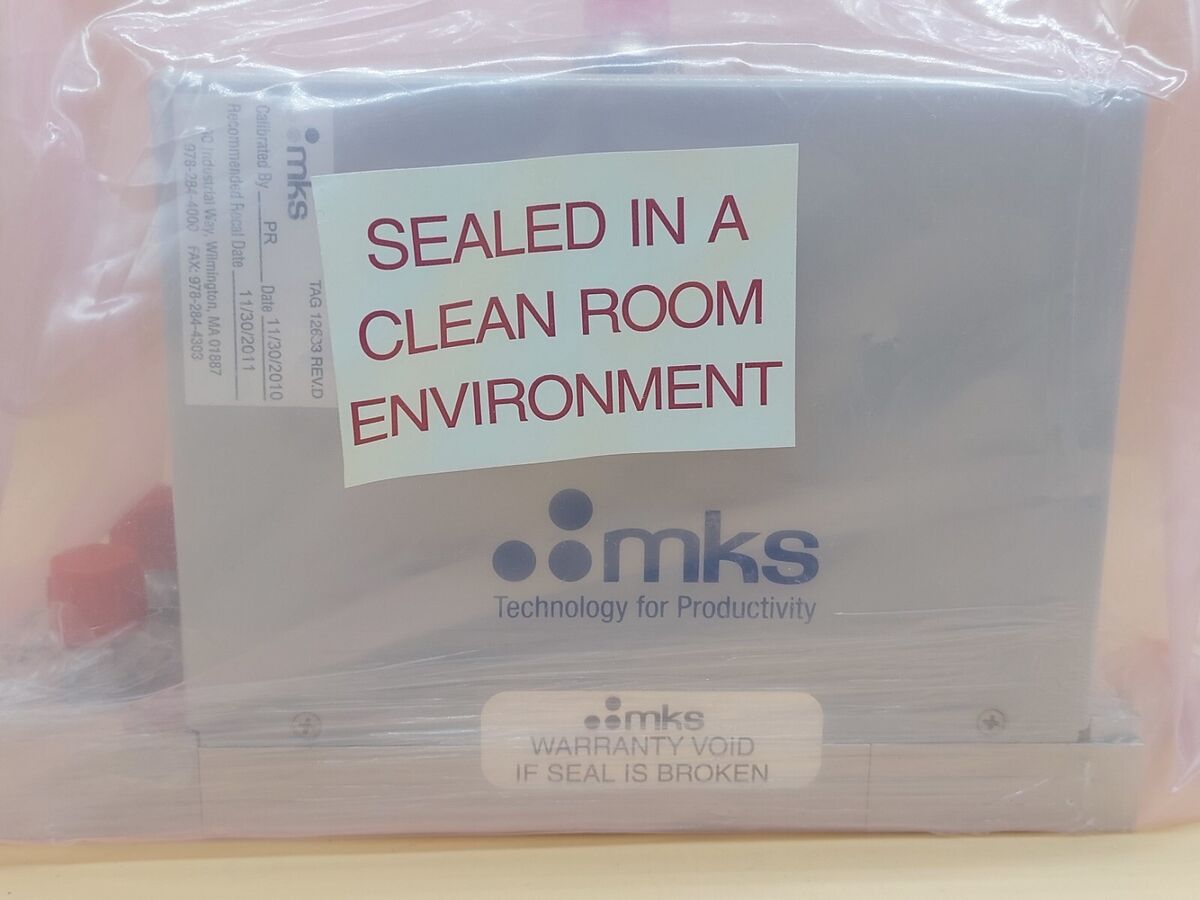 mks
TAG 12633 REV.D
Calibrated By PR Date 11/30/2010
Recommended Recal Date 11/30/2011
Industrial Way, Wilmington, MA 01887
978-284-4000 FAX: 978-284-4303
SEALED IN A
CLEAN ROOM
ENVIRONMENT
mks
Technology for Productivity
mks
WARRANTY VOID
IF SEAL IS BROKEN